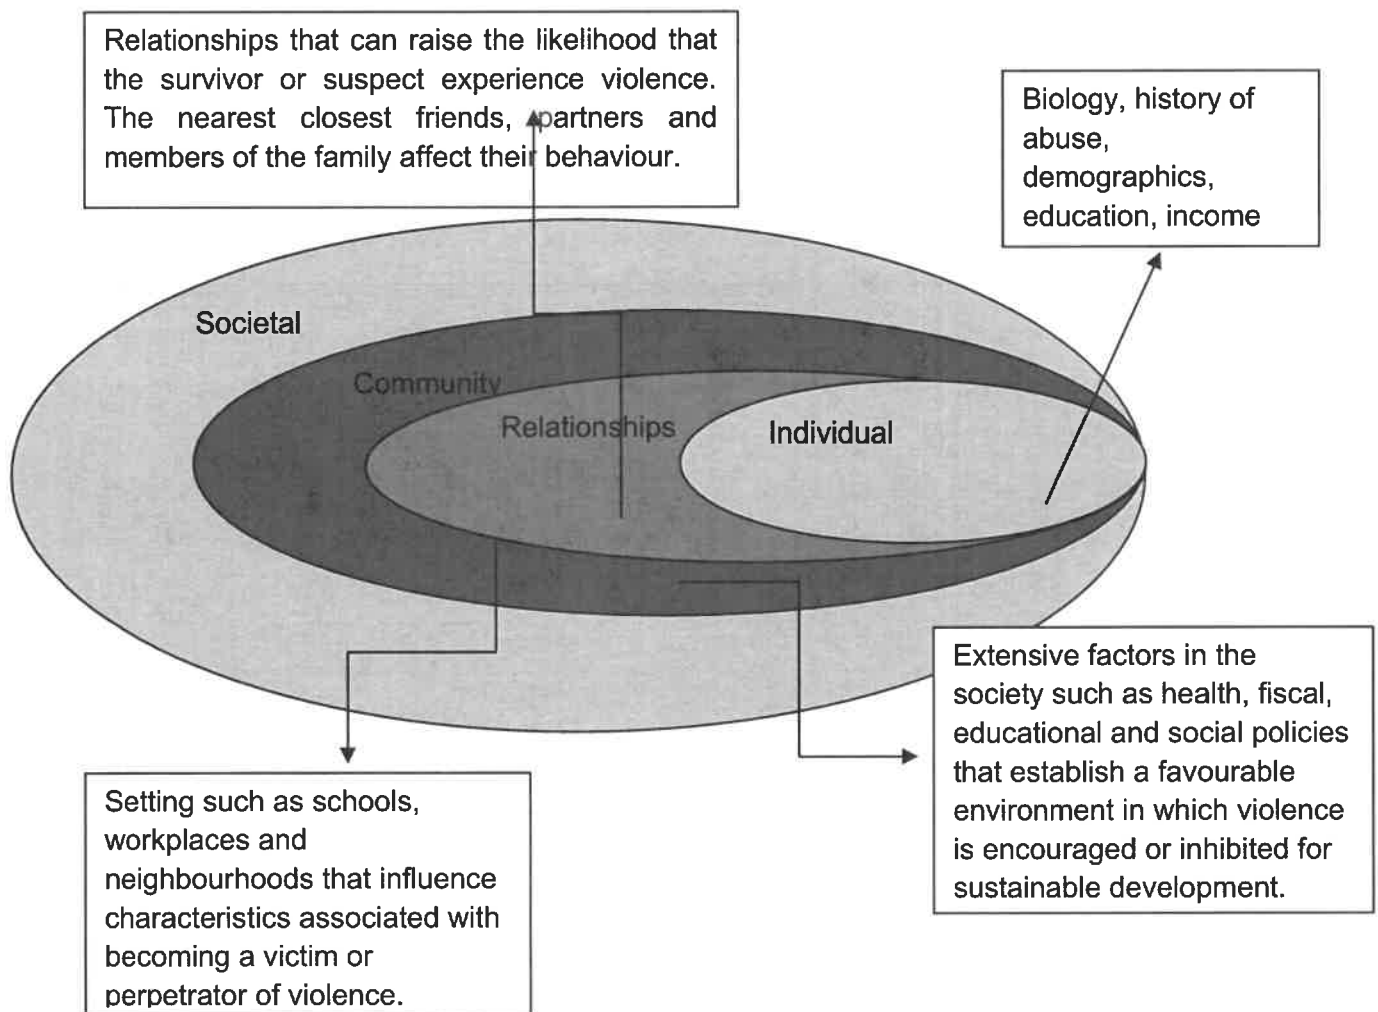 Relationships that can raise the likelihood that
the survivor or suspect experience violence.
The nearest closest friends, partners and
members of the family affect their behaviour.
Biology, history of
abuse,
demographics,
education, income
Societal
Community
Relationships
Individual
Extensive factors in the
society such as health, fiscal,
educational and social policies
that establish a favourable
environment in which violence
is encouraged or inhibited for
sustainable development.
Setting such as schools,
workplaces and
neighbourhoods that influence
characteristics associated with
becoming a victim or
perpetrator of violence.